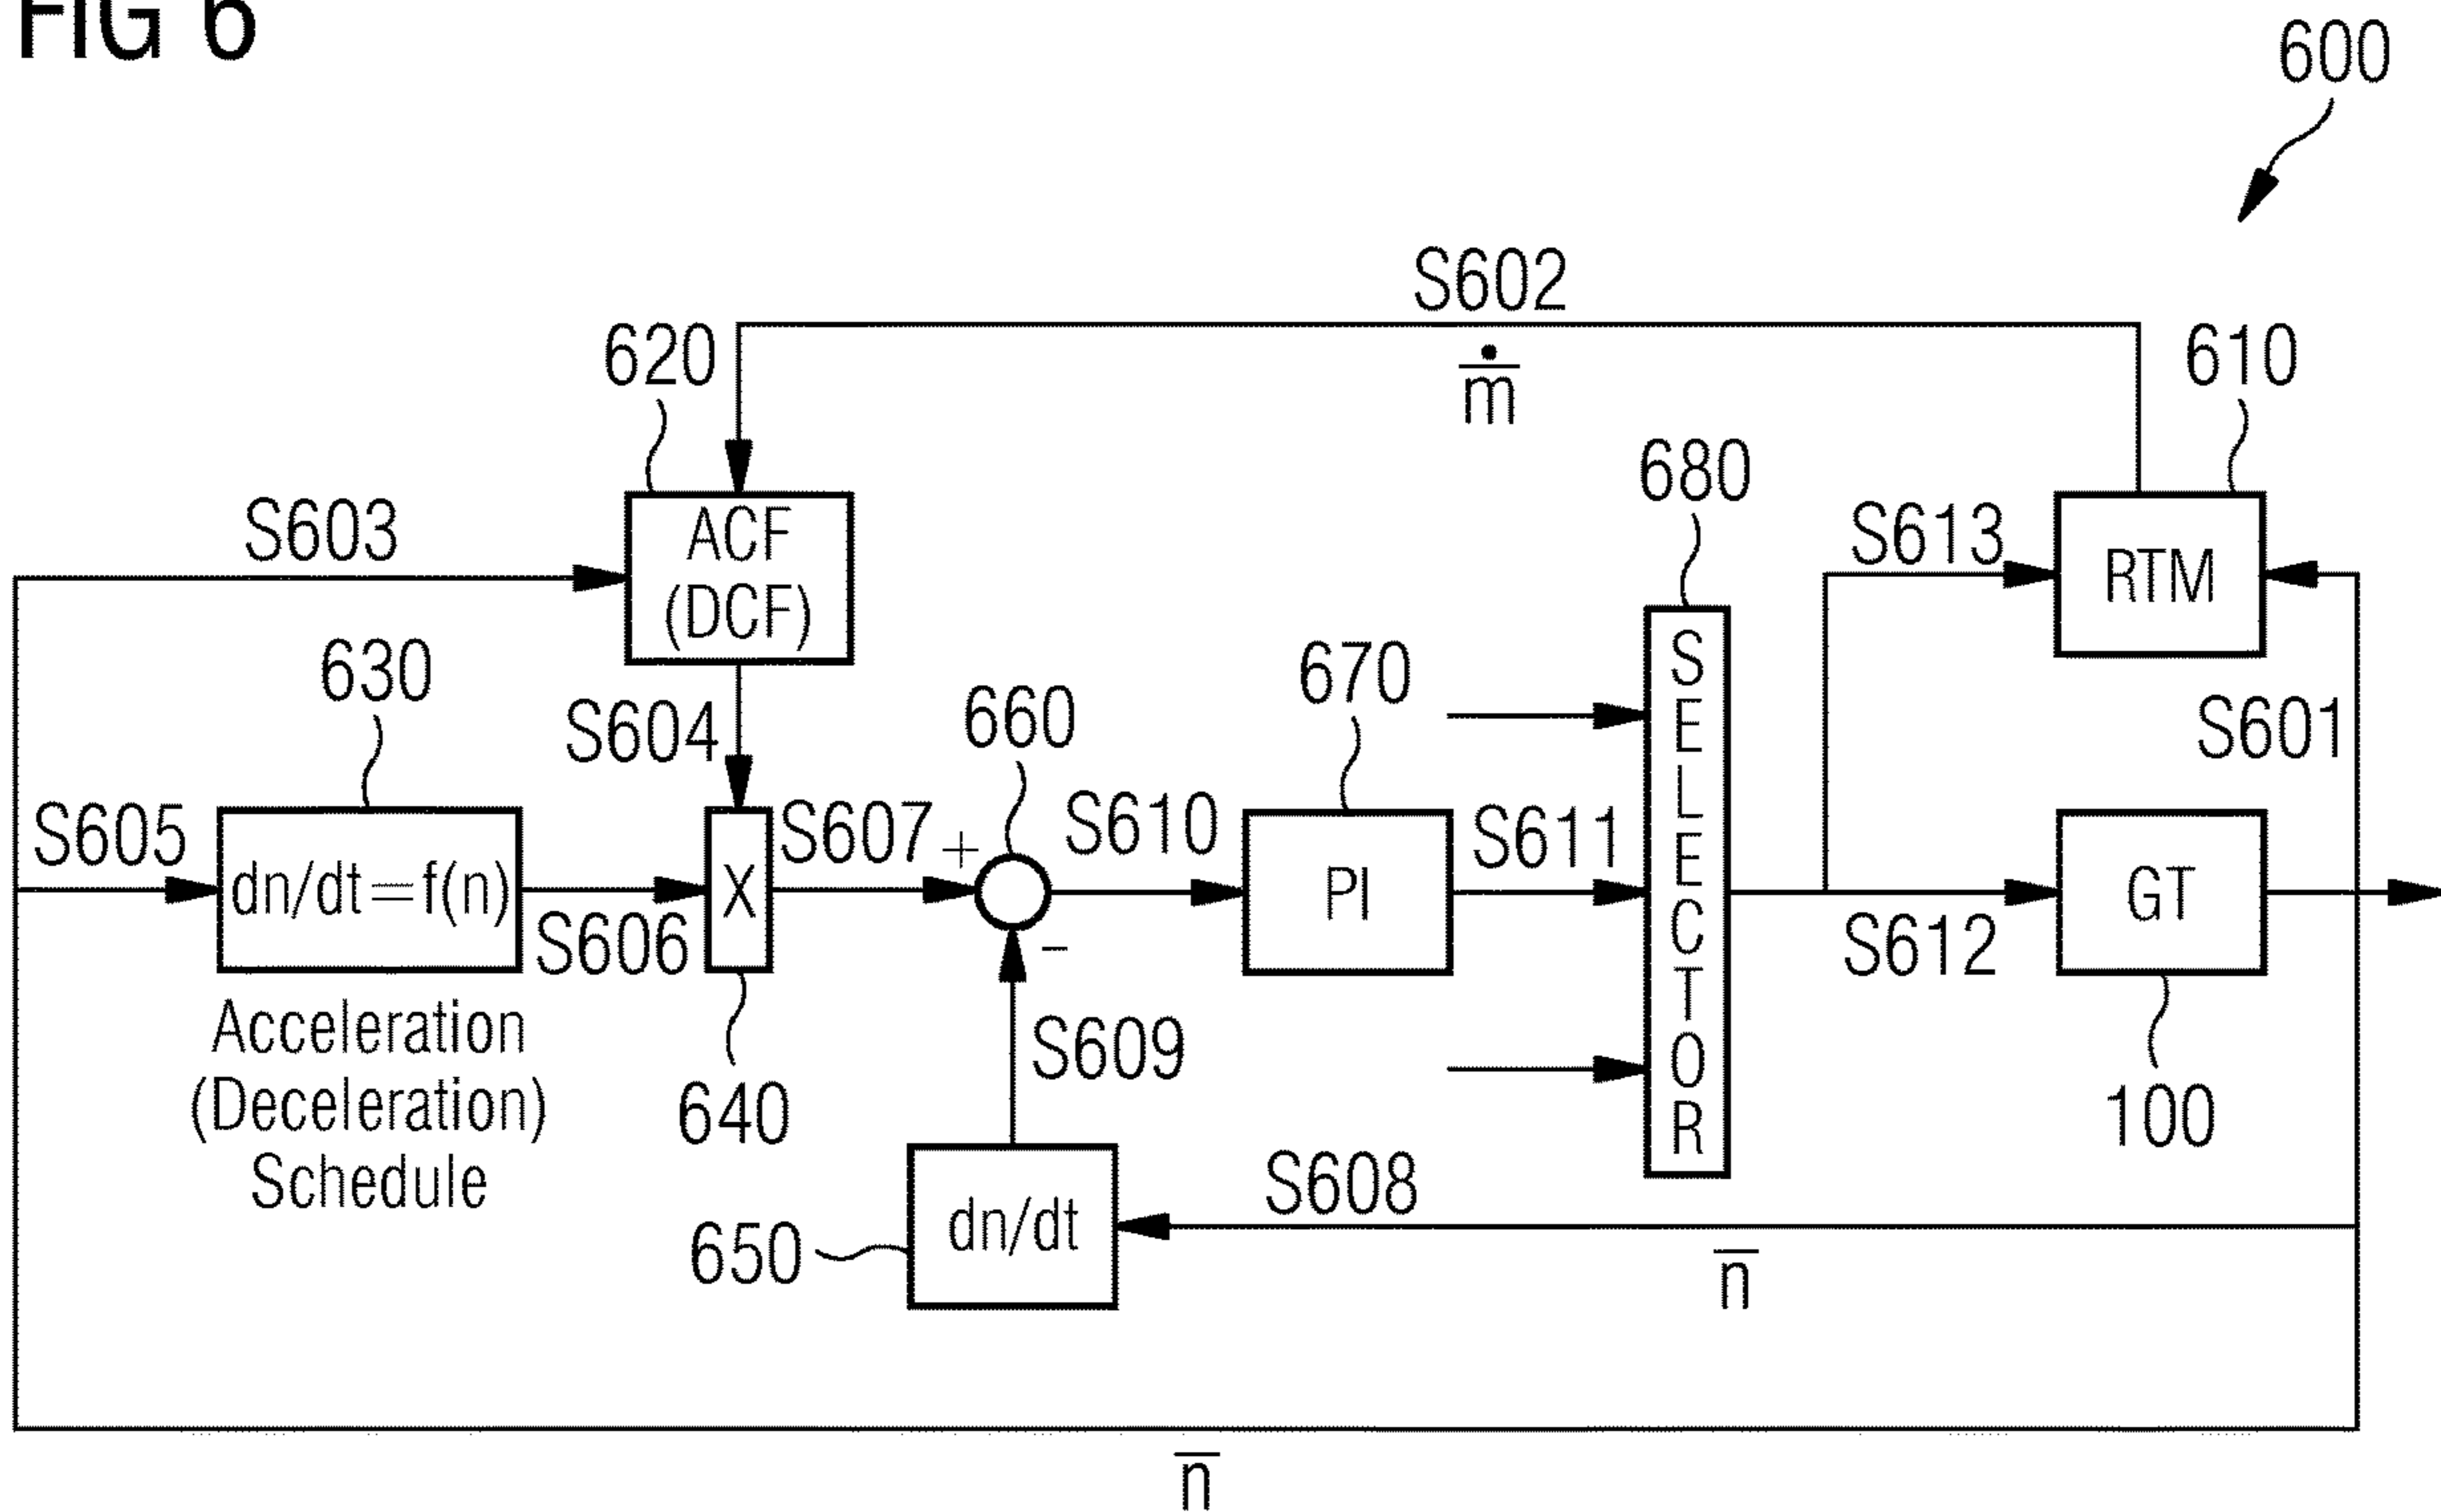 FIG 6
600
S602
ṁ̅
620
610
680
S603
ACF
(DCF)
S613
RTM
630
S604
660
670
S601
S605
dn/dt=f(n)
S606
X
S607
+
-
S610
PI
S611
SELECTOR
S612
GT
Acceleration
(Deceleration)
Schedule
640
S609
100
650
dn/dt
S608
n̅
n̅